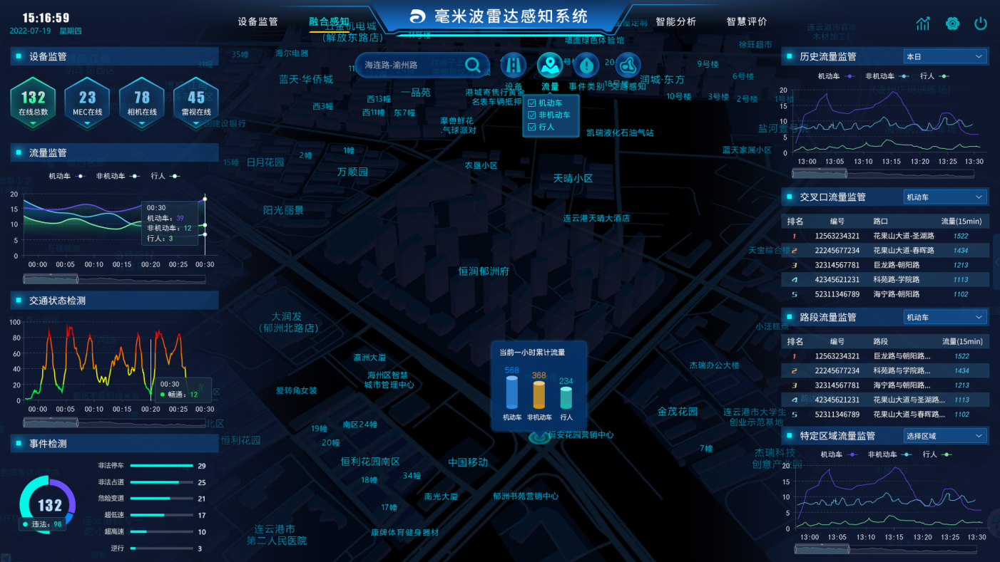 15:16:59
2022-07-19 星期四
设备监管
融合感知
毫米波雷达感知系统
智能分析
智慧评价
设备监管
132
在线总数
23
MEC在线
78
相机在线
45
雷视在线
流量监管
机动车
非机动车
行人
20
15
10
5
0
00:30
机动车：39
非机动车：12
行人：3
00:00 00:05 00:10 00:15 00:20 00:25 00:30
交通状态检测
100
80
60
40
20
0
00:30
畅通：12
00:00 00:05 00:10 00:15 00:20 00:25 00:30
事件检测
132
违法：98
非法停车 29
非法占道 25
危险变道 21
超低速 17
超高速 10
逆行 3
海连路-渝州路
设备
流量
事件类别
交通感知
机动车
非机动车
行人
五金机电城
(解放东路店)
11号楼
墙面绿色体验馆
徐旺超市
35幢
海尔电器
31幢
蓝天·华侨城
一品苑
西13幢
西3幢
西11幢
东7幢
港城寄售行黄金
名表车辆抵押
摩兽鲜花
.气球派对
凯瑞液化石油气站
润城·东方
18号楼
9号楼
6号楼
10号楼
3号楼
2号楼
盐河壹号院
蓝天家属小区
15幢
日月花园
2幢
1幢
万顺园
农垦小区
天晴小区
阳光丽景
连云港天晴大酒店
天宝综合楼
恒润郁洲府
大润发
(郁洲北路店)
小汪糕点
瀛洲大厦
海州区智慧
城市管理中心
爱转角女装
杰瑞办公大楼
当前一小时累计流量
568
368
234
机动车
非机动车
行人
恒安花园营销中心
金茂花园
连云港市大学生
创业示范基地
7幢
杰瑞科技
创意产业园
19幢
南区24幢
20幢
恒利花园
恒利花园南区
中国移动
34幢
18幢
南光大厦
郁洲书苑营销中心
17幢
康牌体育健身器材
连云港市
第二人民医院
历史流量监管
本日
机动车
非机动车
行人
20
15
10
5
0
13:00 13:05 13:10 13:15 13:20 13:25 13:30
交叉口流量监管
机动车
排名 编号 路口 流量(15min)
1 12563234321 花果山大道-圣湖路 1522
2 22245677234 花果山大道-春晖路 1434
3 32314567781 巨龙路-朝阳路 1213
4 42345621231 科苑路-学院路 1113
5 52311346789 海宁路-朝阳路 1102
路段流量监管
机动车
排名 编号 路段 流量(15min)
1 12563234321 巨龙路与朝阳路... 1522
2 22245677234 科苑路与学院路... 1434
3 32314567781 海宁路与朝阳路... 1213
4 42345621231 花果山大道与圣湖路... 1113
5 52311346789 花果山大道与春晖路... 1102
特定区域流量监管
选择区域
机动车
非机动车
行人
20
15
10
5
0
13:00 13:05 13:10 13:15 13:20 13:25 13:30